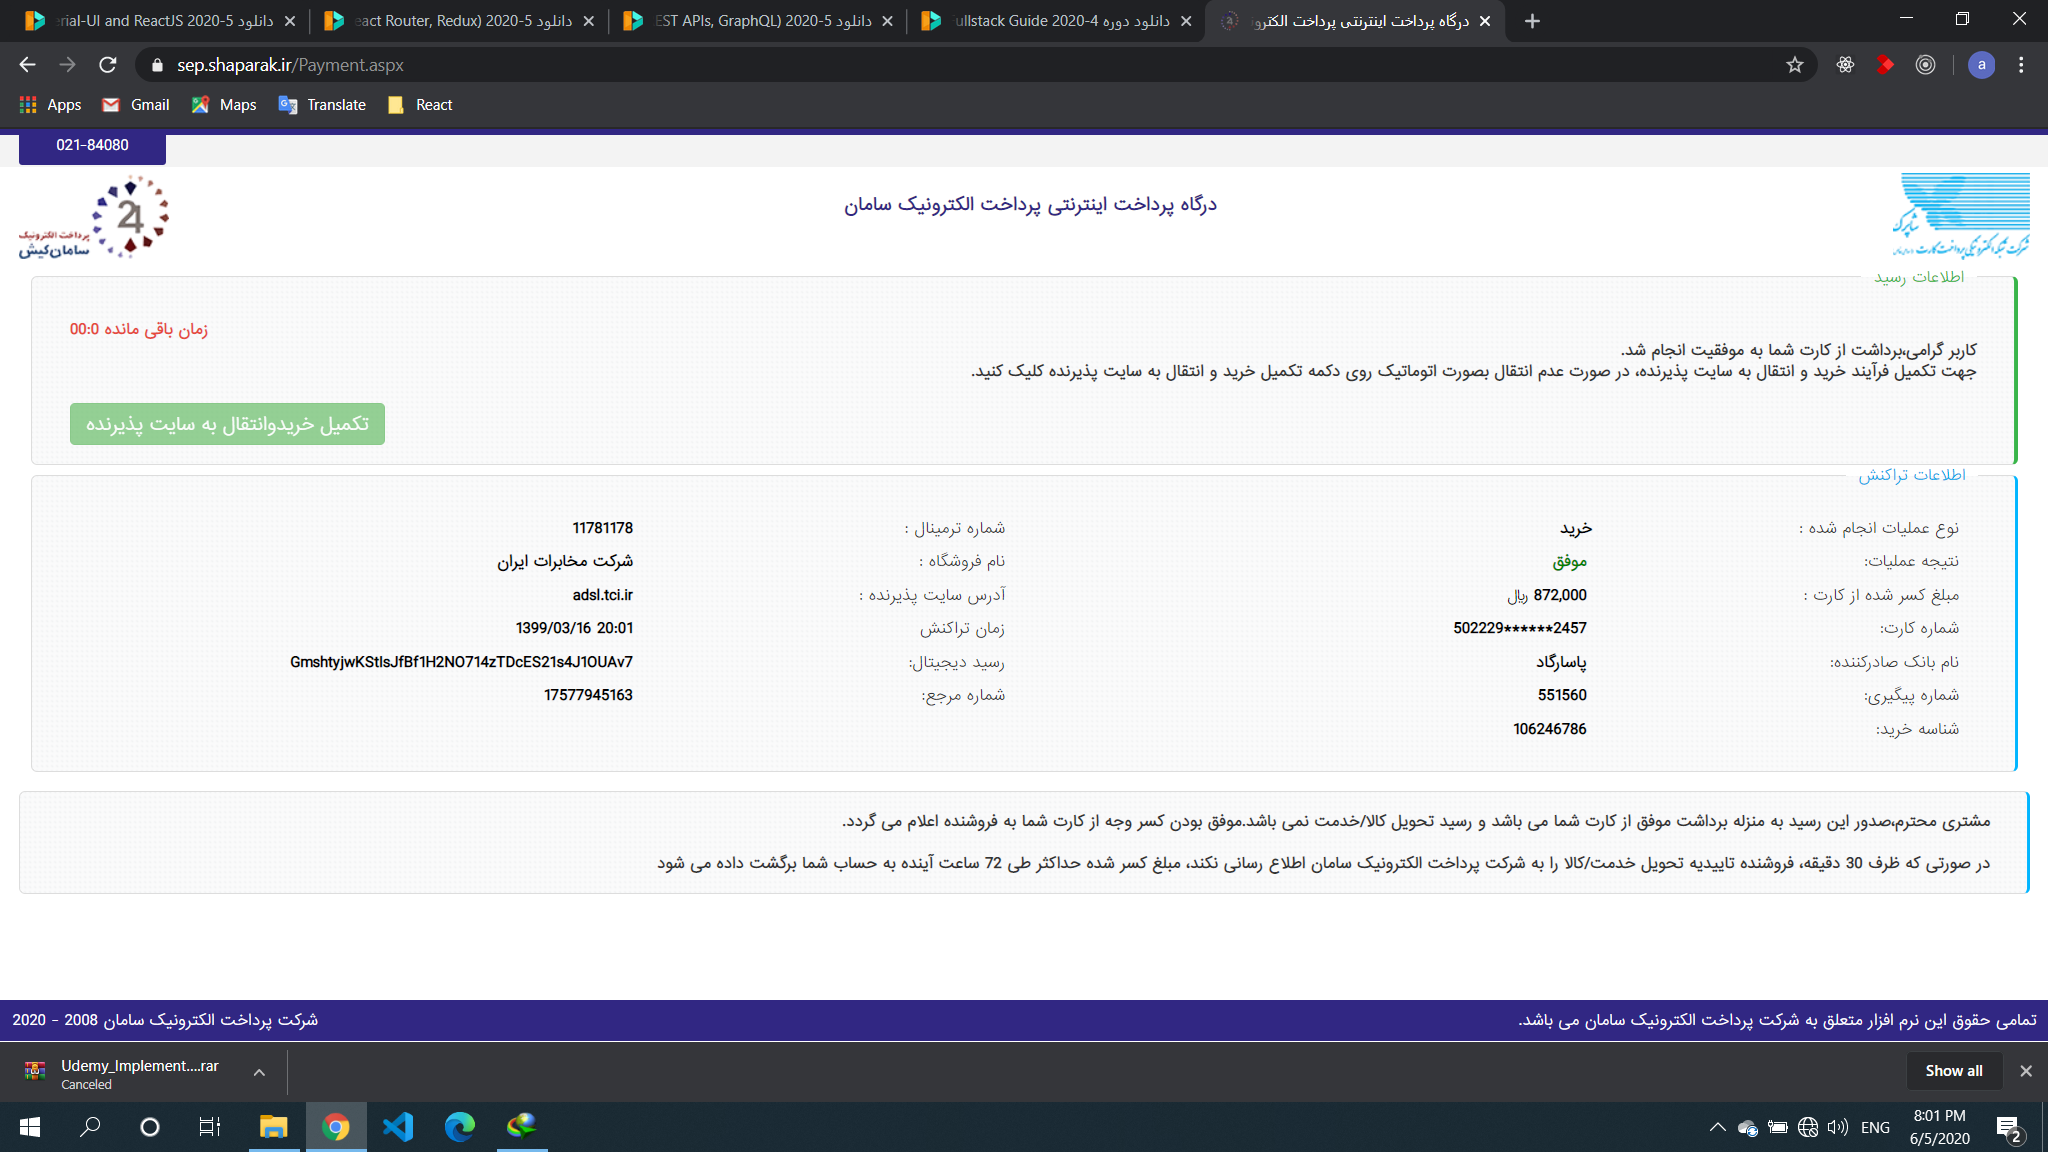 erial-UI and ReactJS 2020-5 دانلود
eact Router, Redux) 2020-5 دانلود
EST APIs, GraphQL) 2020-5 دانلود
ullstack Guide 2020-4 دانلود دوره
درگاه پرداخت اینترنتی پرداخت الکترو
sep.shaparak.ir/Payment.aspx
a
Apps
Gmail
Maps
Translate
React
021-84080
24
پرداخت الکترونیک
سامان‌کیش
درگاه پرداخت اینترنتی پرداخت الکترونیک سامان
شاپرک
اطلاعات رسید
زمان باقی مانده 00:0
کاربر گرامی،برداشت از کارت شما به موفقیت انجام شد.
جهت تکمیل فرآیند خرید و انتقال به سایت پذیرنده، در صورت عدم انتقال بصورت اتوماتیک روی دکمه تکمیل خرید و انتقال به سایت پذیرنده کلیک کنید.
تکمیل خریدوانتقال به سایت پذیرنده
اطلاعات تراکنش
نوع عملیات انجام شده : خرید
شماره ترمینال : 11781178
نتیجه عملیات: موفق
نام فروشگاه : شرکت مخابرات ایران
مبلغ کسر شده از کارت : 872,000 ریال
آدرس سایت پذیرنده : adsl.tci.ir
شماره کارت: 502229******2457
زمان تراکنش 1399/03/16 20:01
نام بانک صادرکننده: پاسارگاد
رسید دیجیتال: GmshtyjwKStIsJfBf1H2NO714zTDcES21s4J1OUAv7
شماره پیگیری: 551560
شماره مرجع: 17577945163
شناسه خرید: 106246786
مشتری محترم،صدور این رسید به منزله برداشت موفق از کارت شما می باشد و رسید تحویل کالا/خدمت نمی باشد.موفق بودن کسر وجه از کارت شما به فروشنده اعلام می گردد.
در صورتی که ظرف 30 دقیقه، فروشنده تاییدیه تحویل خدمت/کالا را به شرکت پرداخت الکترونیک سامان اطلاع رسانی نکند، مبلغ کسر شده حداکثر طی 72 ساعت آینده به حساب شما برگشت داده می شود
تمامی حقوق این نرم افزار متعلق به شرکت پرداخت الکترونیک سامان می باشد.
شرکت پرداخت الکترونیک سامان 2008 - 2020
Udemy_Implement....rar
Canceled
Show all
ENG
8:01 PM
6/5/2020
2